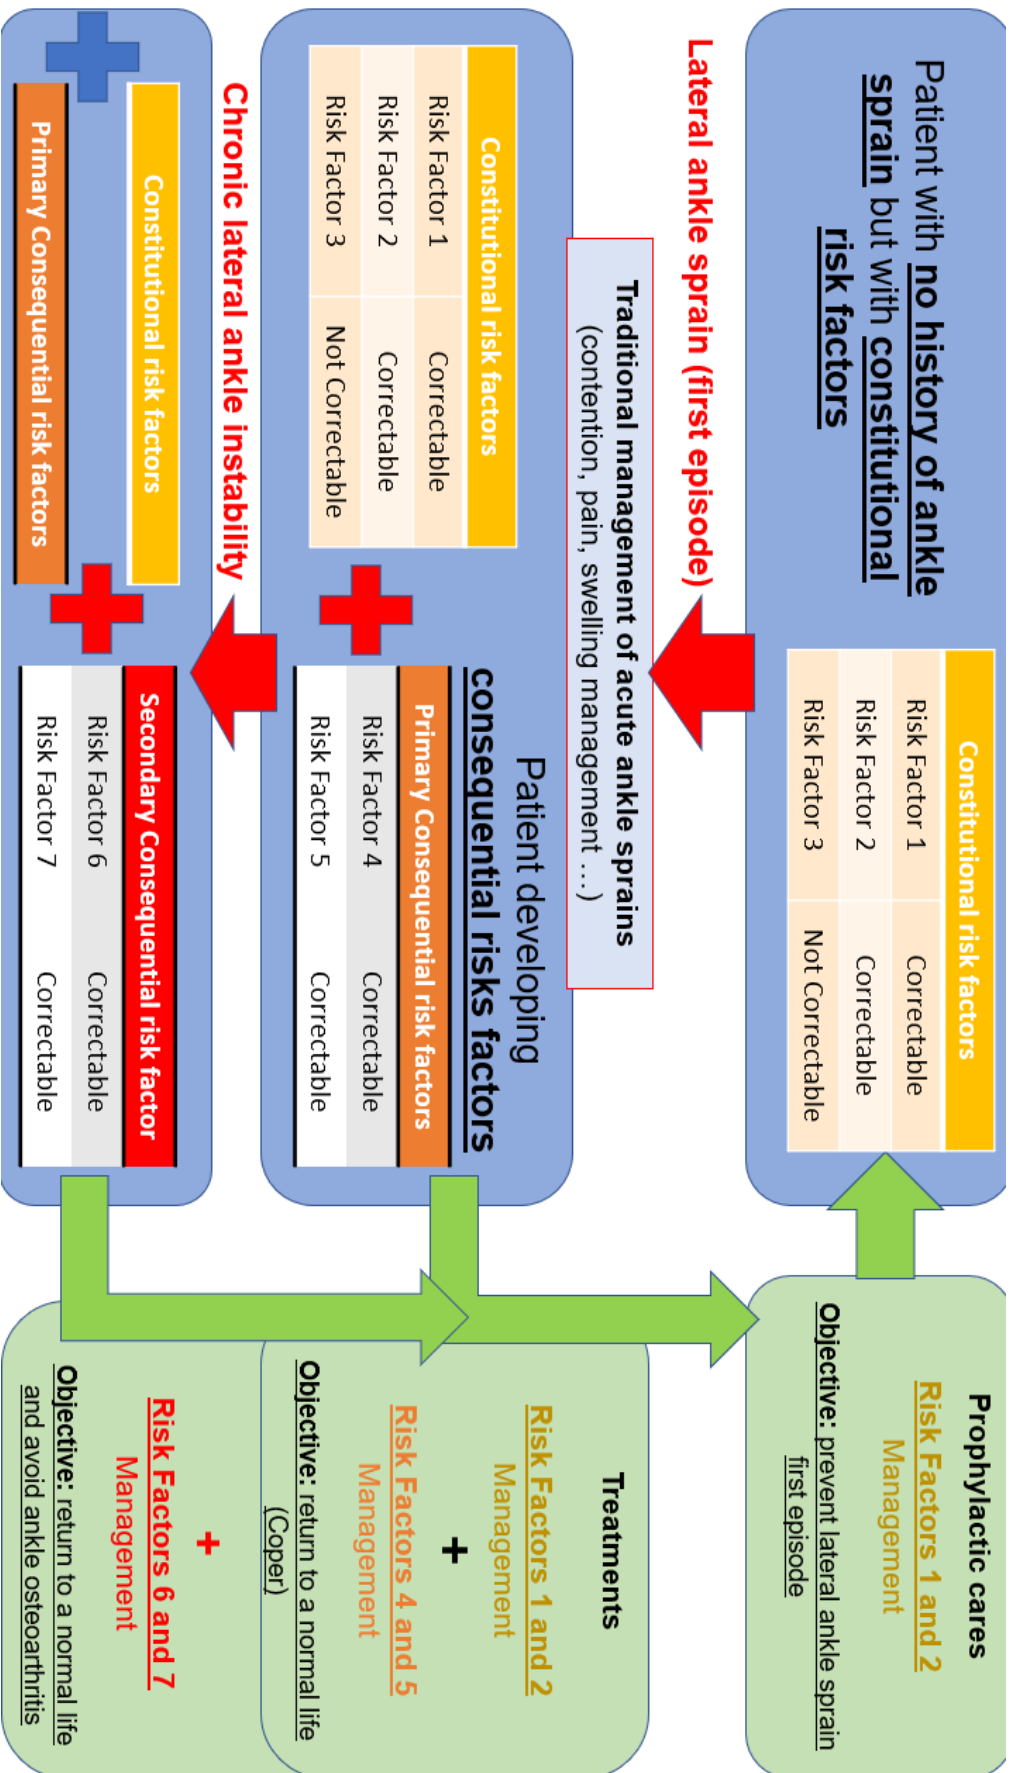 Patient with no history of ankle
sprain but with constitutional
risk factors
Constitutional risk factors
Risk Factor 1 Correctable
Risk Factor 2 Correctable
Risk Factor 3 Not Correctable
Prophylactic cares
Risk Factors 1 and 2
Management
Objective: prevent lateral ankle sprain
first episode
Lateral ankle sprain (first episode)
Traditional management of acute ankle sprains
(contention, pain, swelling management …)
Constitutional risk factors
Risk Factor 1 Correctable
Risk Factor 2 Correctable
Risk Factor 3 Not Correctable
Patient developing
consequential risks factors
Primary Consequential risk factors
Risk Factor 4 Correctable
Risk Factor 5 Correctable
Treatments
Risk Factors 1 and 2
Management
+
Risk Factors 4 and 5
Management
Objective: return to a normal life
(Coper)
Chronic lateral ankle instability
Constitutional risk factors
Primary Consequential risk factors
Secondary Consequential risk factor
Risk Factor 6 Correctable
Risk Factor 7 Correctable
+
Risk Factors 6 and 7
Management
Objective: return to a normal life
and avoid ankle osteoarthritis